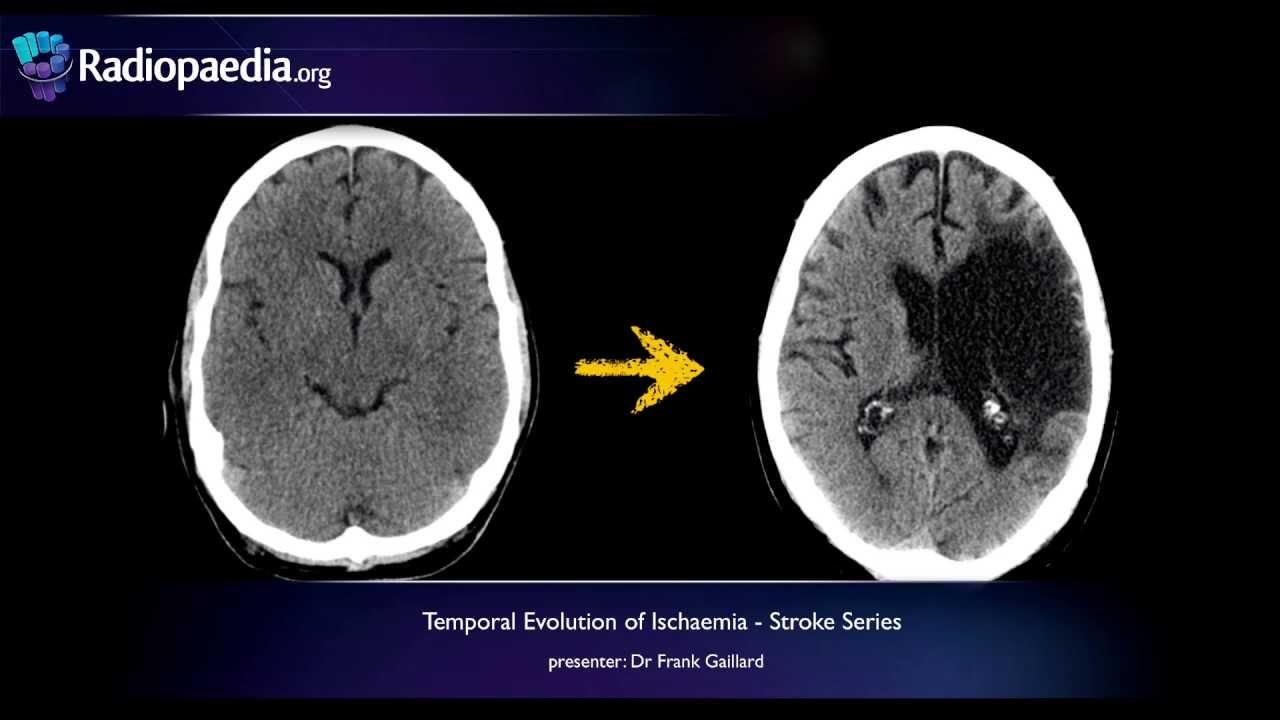 Radiopaedia.org
Temporal Evolution of Ischaemia - Stroke Series
presenter: Dr Frank Gaillard